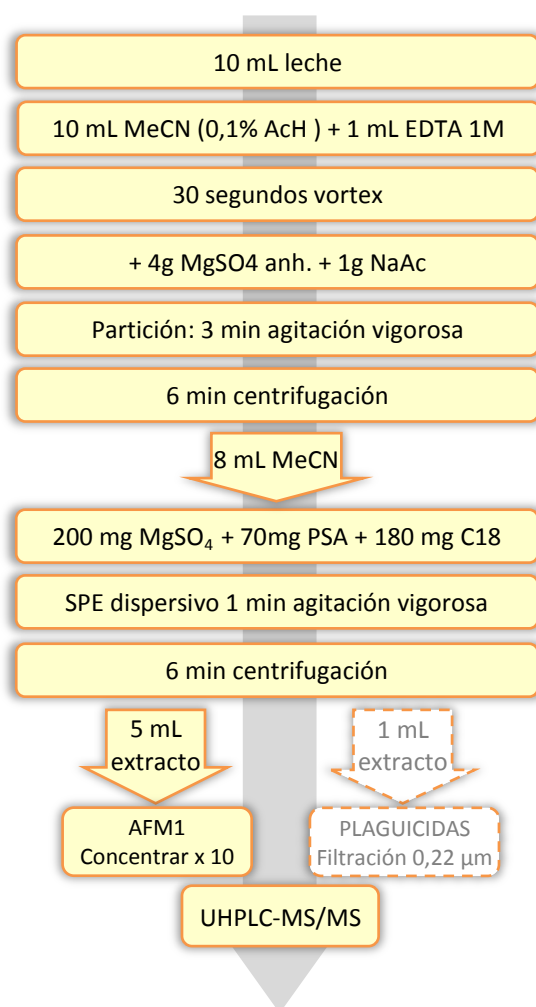 10 mL leche
10 mL MeCN (0,1% AcH ) + 1 mL EDTA 1M
30 segundos vortex
+ 4g MgSO4 anh. + 1g NaAc
Partición: 3 min agitación vigorosa
6 min centrifugación
8 mL MeCN
200 mg MgSO₄ + 70mg PSA + 180 mg C18
SPE dispersivo 1 min agitación vigorosa
6 min centrifugación
5 mL
extracto
1 mL
extracto
AFM1
Concentrar x 10
PLAGUICIDAS
Filtración 0,22 µm
UHPLC-MS/MS